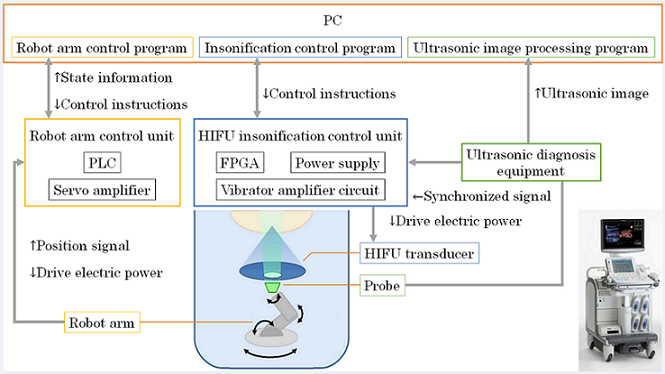 PC
Robot arm control program
Insonification control program
Ultrasonic image processing program
↑State information
↓Control instructions
↓Control instructions
↑Ultrasonic image
Robot arm control unit
PLC
Servo amplifier
HIFU insonification control unit
FPGA
Power supply
Vibrator amplifier circuit
Ultrasonic diagnosis
equipment
←Synchronized signal
↓Drive electric power
↑Position signal
↓Drive electric power
HIFU transducer
Probe
Robot arm